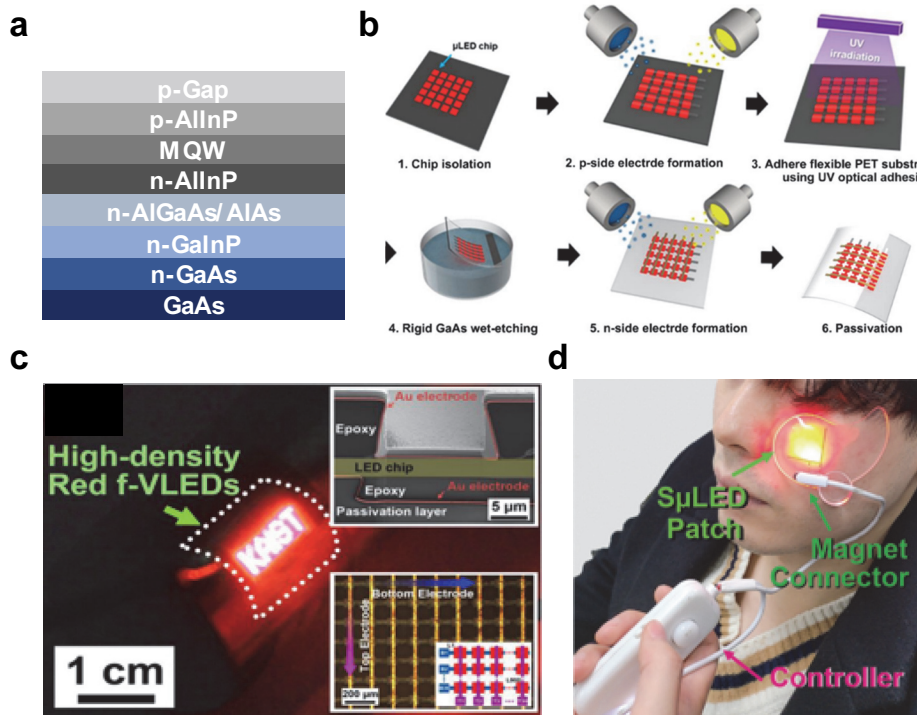 a
p-Gap
p-AlInP
MQW
n-AlInP
n-AlGaAs/ AlAs
n-GaInP
n-GaAs
GaAs
b
µLED chip
UV
irradiation
1. Chip isolation
2. p-side electrde formation
3. Adhere flexible PET substra
using UV optical adhesi
4. Rigid GaAs wet-etching
5. n-side electrde formation
6. Passivation
c
High-density
Red f-VLEDs
KAIST
1 cm
Au electrode
Epoxy
LED chip
Epoxy
Au electrode
Passivation layer
5 µm
Bottom Electrode
Top Electrode
200 µm
d
SµLED
Patch
Magnet
Connector
Controller